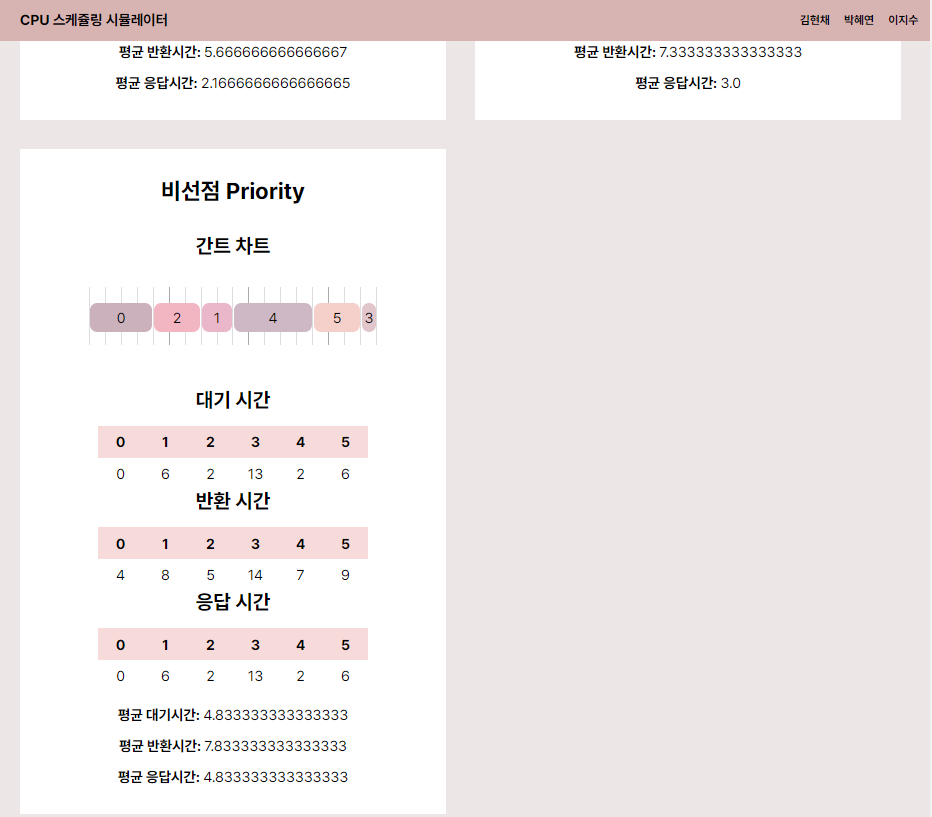 CPU 스케쥴링 시뮬레이터 김현채 박혜연 이지수
평균 반환시간: 5.666666666666667
평균 응답시간: 2.1666666666666665
평균 반환시간: 7.333333333333333
평균 응답시간: 3.0
비선점 Priority
간트 차트
0 2 1 4 5 3
대기 시간
0 1 2 3 4 5
0 6 2 13 2 6
반환 시간
0 1 2 3 4 5
4 8 5 14 7 9
응답 시간
0 1 2 3 4 5
0 6 2 13 2 6
평균 대기시간: 4.833333333333333
평균 반환시간: 7.833333333333333
평균 응답시간: 4.833333333333333